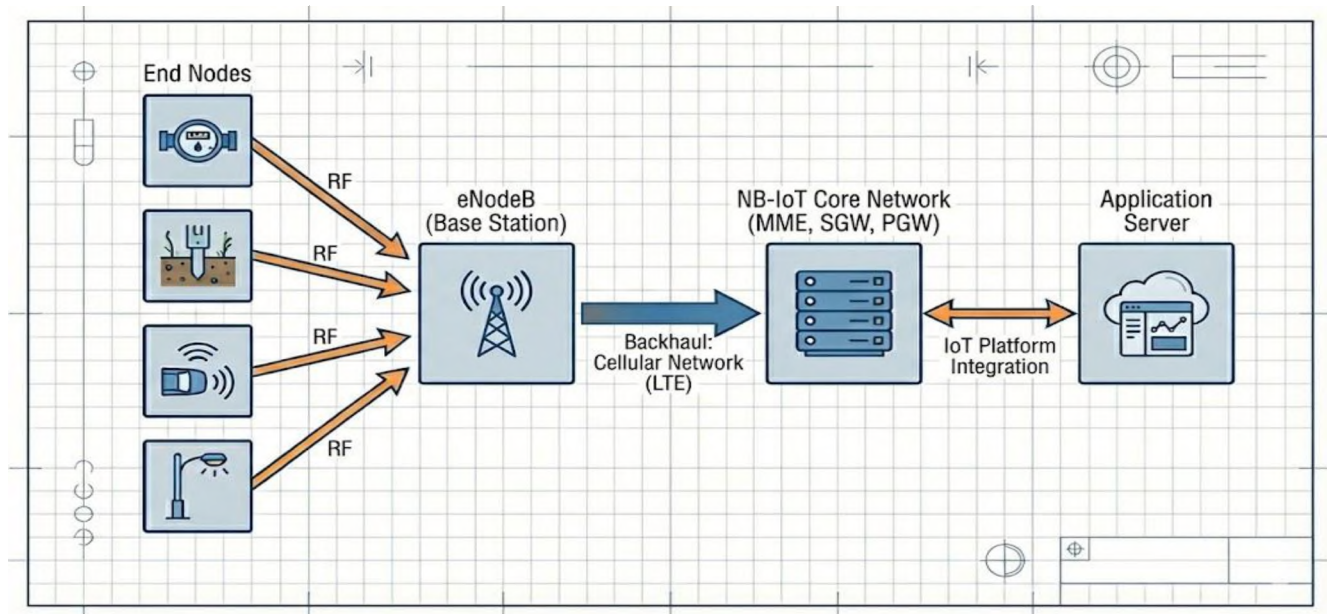 End Nodes
RF
RF
RF
RF
eNodeB
(Base Station)
Backhaul:
Cellular Network
(LTE)
NB-IoT Core Network
(MME, SGW, PGW)
IoT Platform
Integration
Application
Server